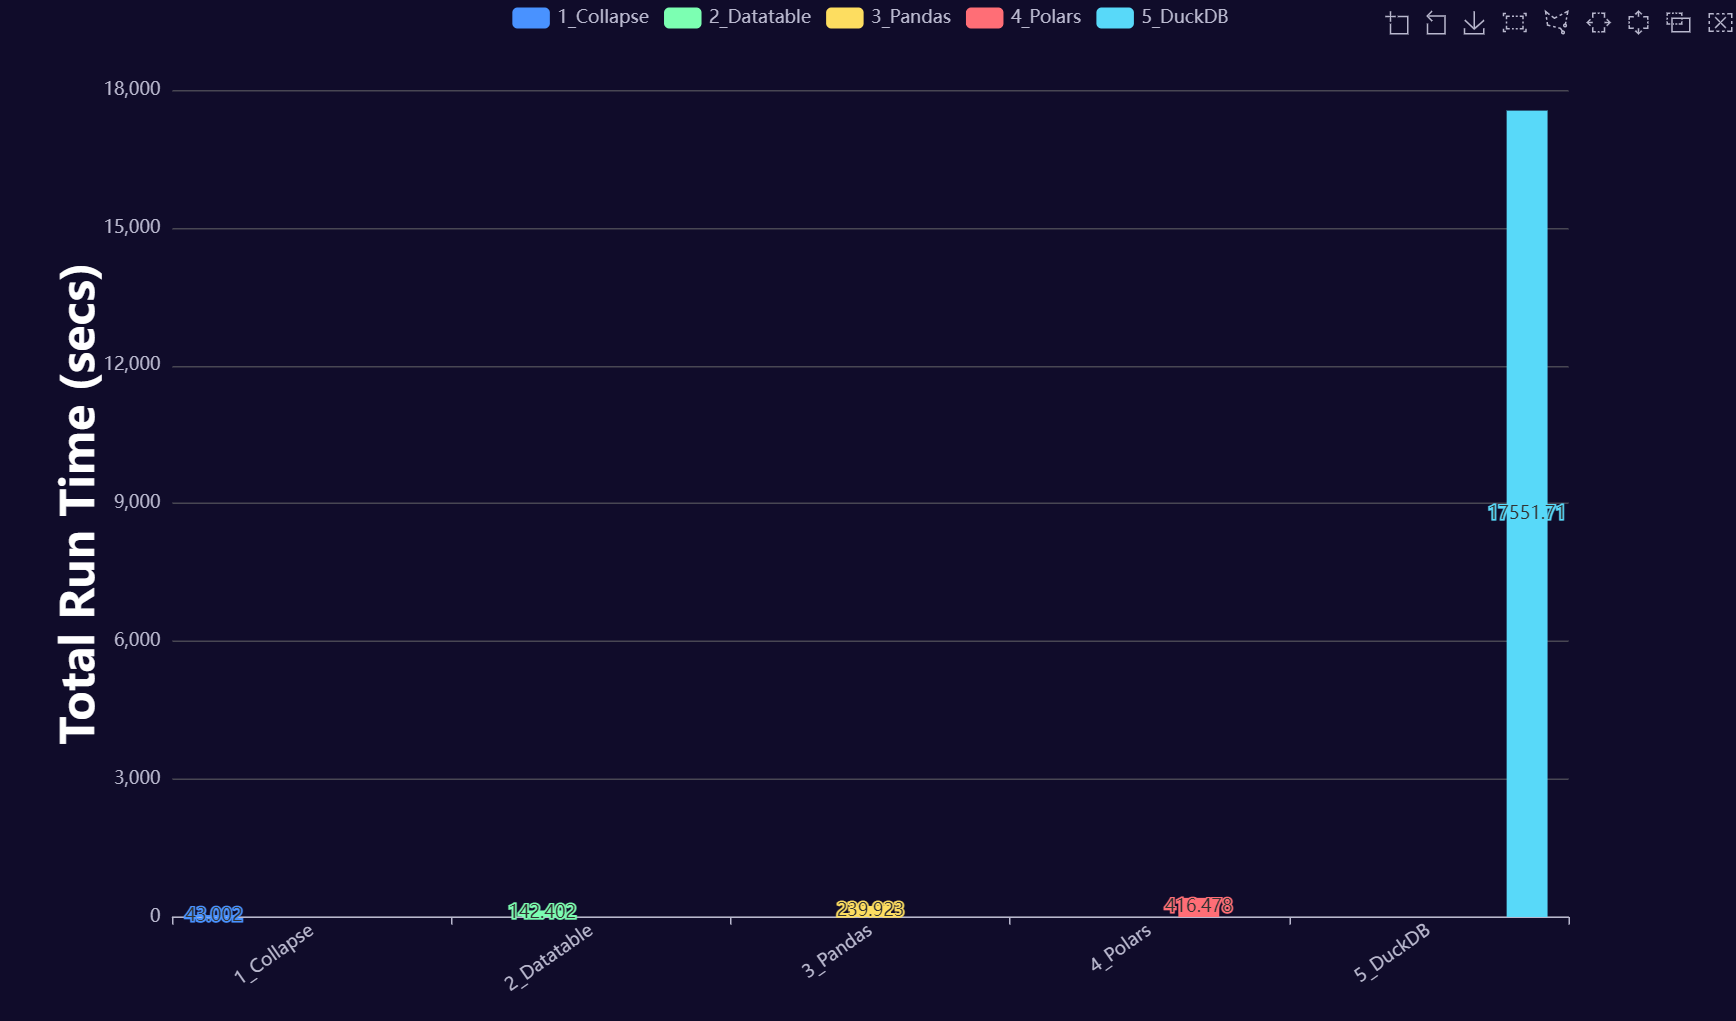 1_Collapse 2_Datatable 3_Pandas 4_Polars 5_DuckDB
Total Run Time (secs)
18,000
15,000
12,000
9,000
6,000
3,000
0
17551.71
43.002 142.402 239.923 416.478
1_Collapse 2_Datatable 3_Pandas 4_Polars 5_DuckDB